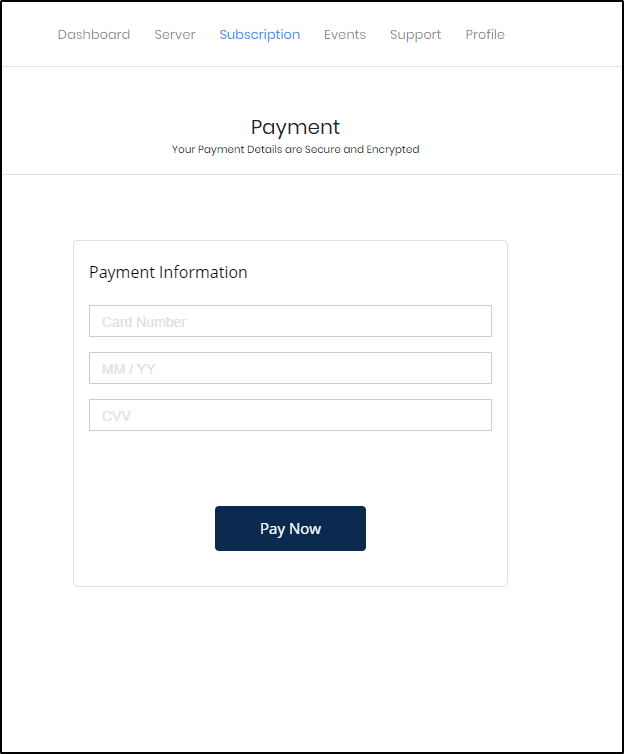 Dashboard Server Subscription Events Support Profile
Payment
Your Payment Details are Secure and Encrypted
Payment Information
Card Number
MM / YY
CVV
Pay Now